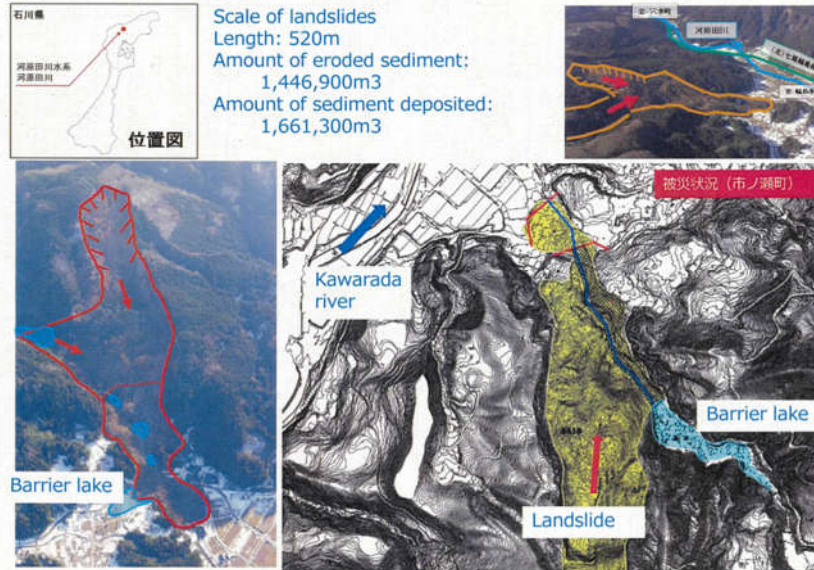 石川県
河原田川水系
河原田川
位置図
Scale of landslides
Length: 520m
Amount of eroded sediment:
1,446,900m3
Amount of sediment deposited:
1,661,300m3
河原田川
被災状況(市ノ瀬町)
Kawarada
river
Barrier lake
Landslide
Barrier lake